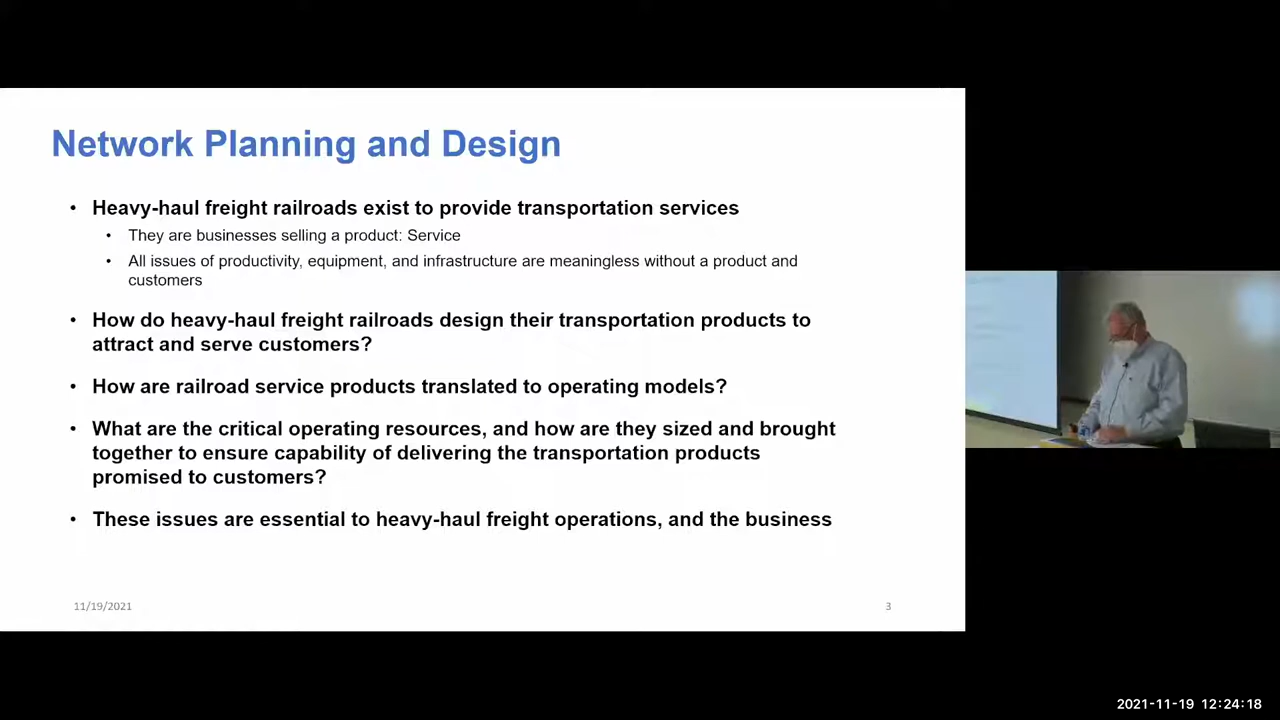 Network Planning and Design
• Heavy-haul freight railroads exist to provide transportation services
• They are businesses selling a product: Service
• All issues of productivity, equipment, and infrastructure are meaningless without a product and
customers
• How do heavy-haul freight railroads design their transportation products to
attract and serve customers?
• How are railroad service products translated to operating models?
• What are the critical operating resources, and how are they sized and brought
together to ensure capability of delivering the transportation products
promised to customers?
• These issues are essential to heavy-haul freight operations, and the business
11/19/2021
3
2021-11-19 12:24:18